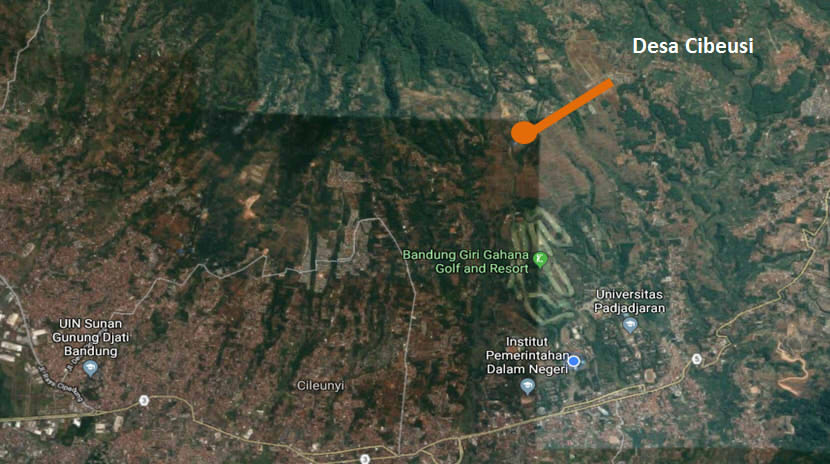 Desa Cibeusi
Bandung Giri Gahana
Golf and Resort
Universitas
Padjadjaran
UIN Sunan
Gunung Djati
Bandung
Institut
Pemerintahan
Dalam Negeri
Cileunyi
3
3
3